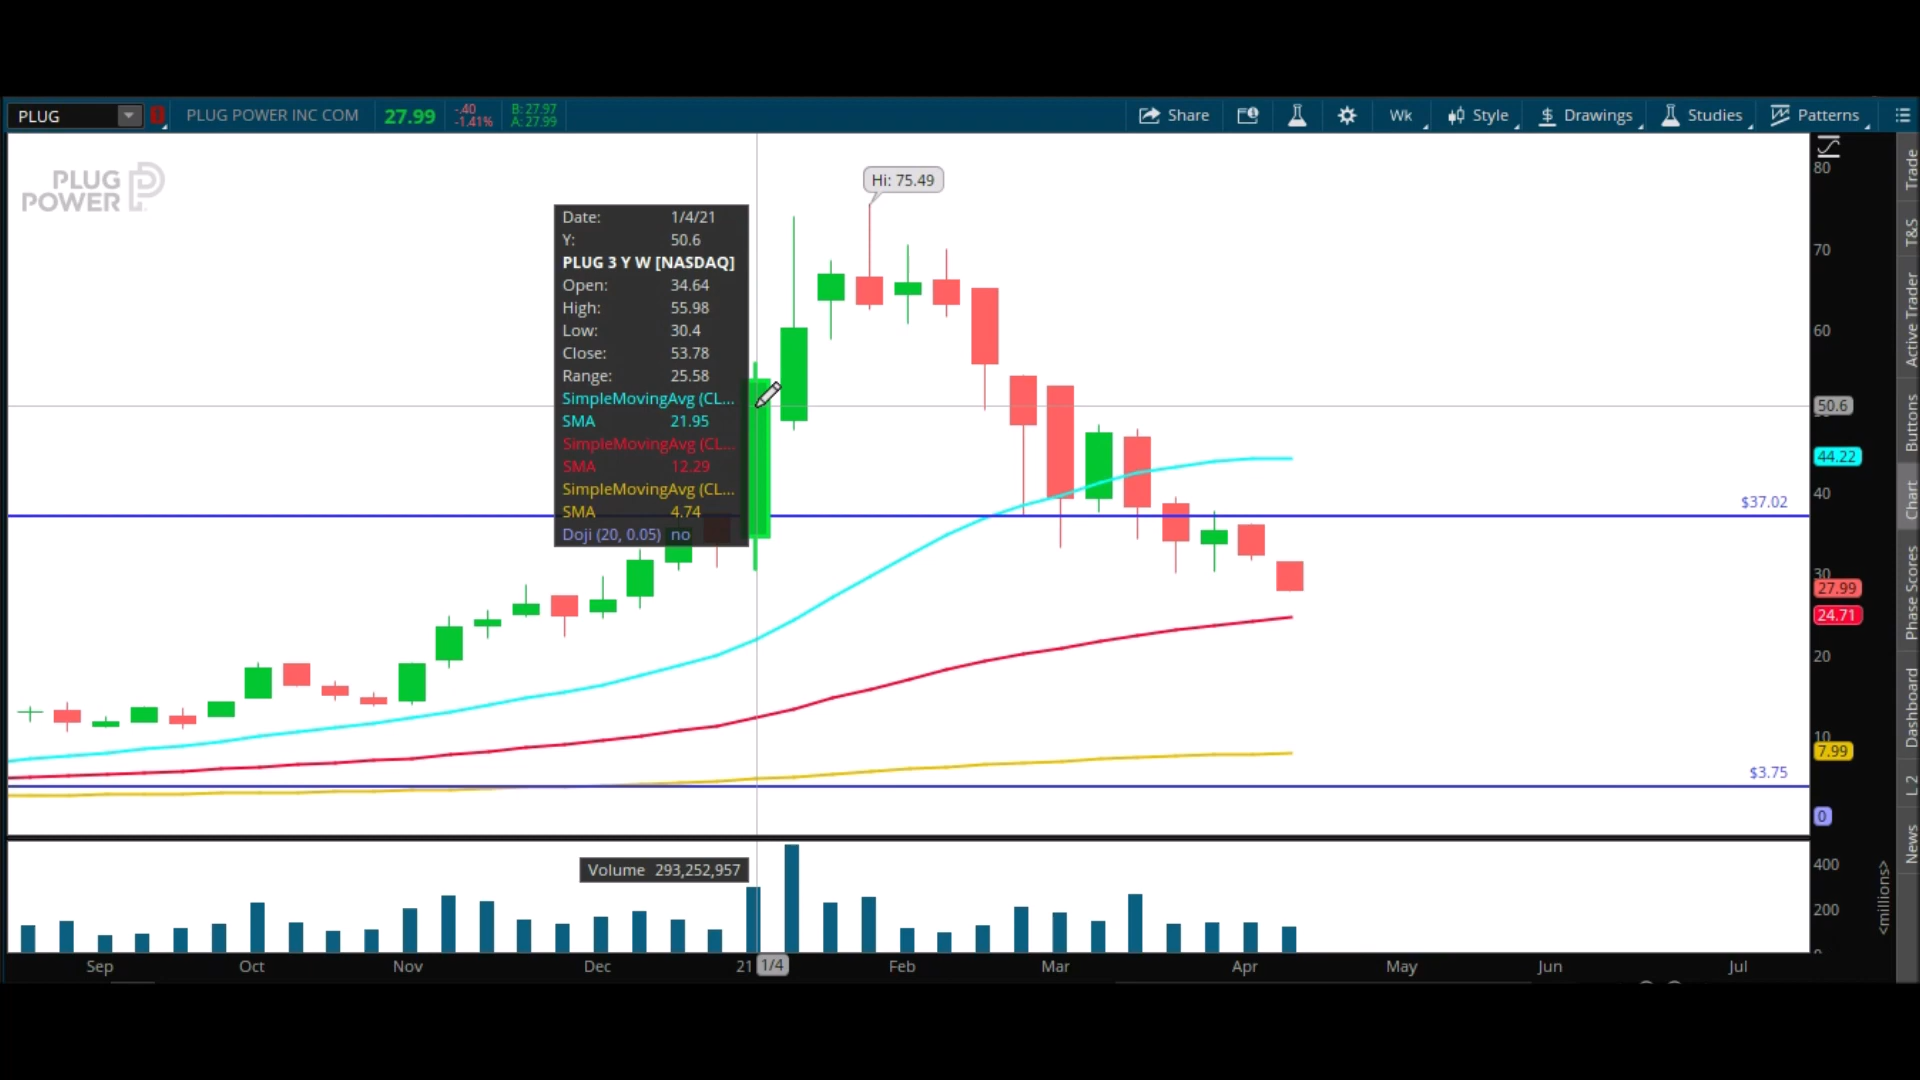 PLUG
PLUG POWER INC COM
27.99
-.40
-1.41%
B: 27.97
A: 27.99
Share
Wk
Style
$ Drawings
Studies
Patterns
PLUG
POWER
Hi: 75.49
Date: 1/4/21
Y: 50.6
PLUG 3 Y W [NASDAQ]
Open: 34.64
High: 55.98
Low: 30.4
Close: 53.78
Range: 25.58
SimpleMovingAvg (CL...
SMA 21.95
SimpleMovingAvg (CL...
SMA 12.29
SimpleMovingAvg (CL...
SMA 4.74
Doji (20, 0.05) no
$37.02
$3.75
80
70
60
50.6
44.22
40
30
27.99
24.71
20
10
7.99
0
Volume 293,252,957
400
200
<millions>
Sep
Oct
Nov
Dec
21
1/4
Feb
Mar
Apr
May
Jun
Jul
Trade
T&S
Active Trader
Buttons
Chart
Phase Scores
Dashboard
L 2
News